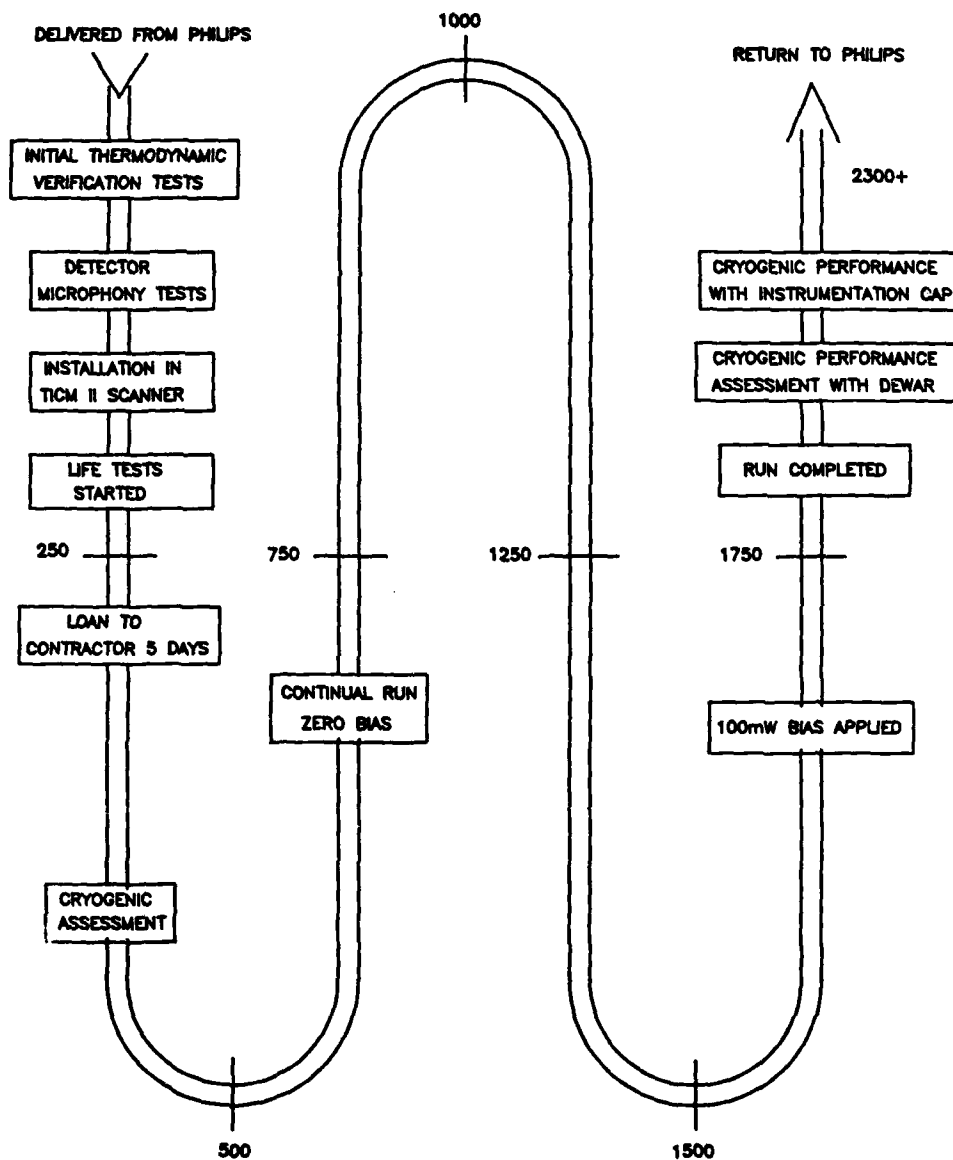 DELIVERED FROM PHILIPS
INITIAL THERMODYNAMIC
VERIFICATION TESTS
DETECTOR
MICROPHONY TESTS
INSTALLATION IN
TICM II SCANNER
LIFE TESTS
STARTED
250
LOAN TO
CONTRACTOR 5 DAYS
CRYOGENIC
ASSESSMENT
500
CONTINUAL RUN
ZERO BIAS
750
1000
1250
1500
100mW BIAS APPLIED
1750
RUN COMPLETED
CRYOGENIC PERFORMANCE
ASSESSMENT WITH DEWAR
CRYOGENIC PERFORMANCE
WITH INSTRUMENTATION CAP
2300+
RETURN TO PHILIPS